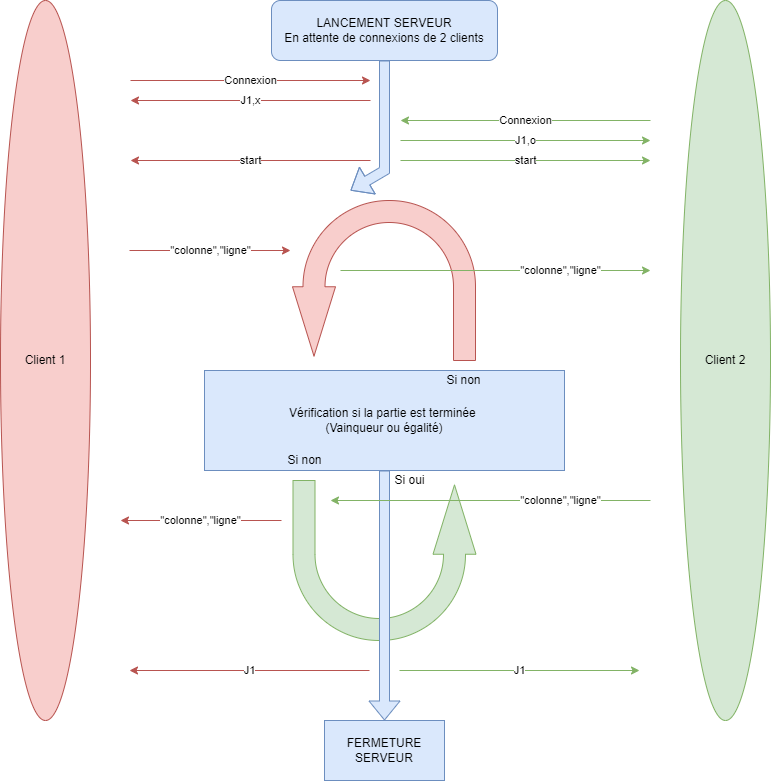 LANCEMENT SERVEUR
En attente de connexions de 2 clients
Connexion
J1,x
Connexion
J1,o
start
start
"colonne","ligne"
"colonne","ligne"
Client 1
Client 2
Si non
Vérification si la partie est terminée
(Vainqueur ou égalité)
Si non
Si oui
"colonne","ligne"
"colonne","ligne"
J1
J1
FERMETURE
SERVEUR